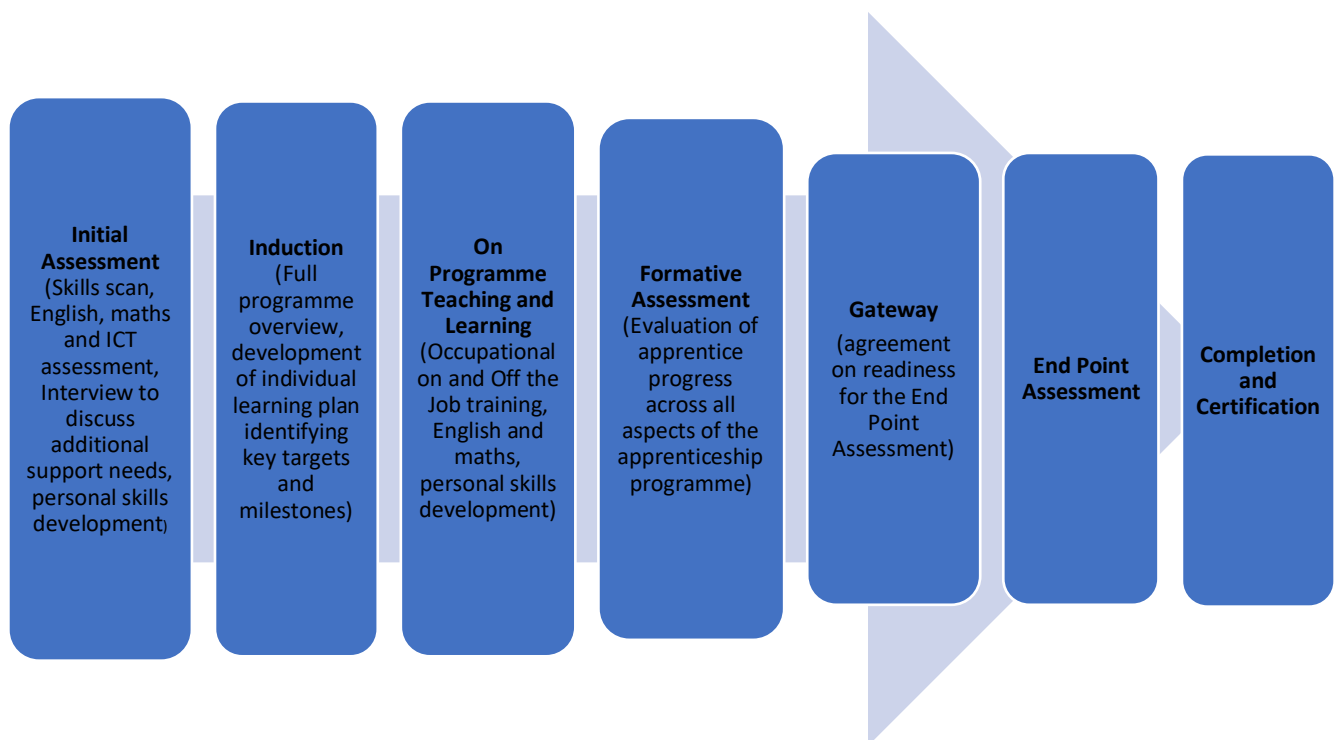 Initial
Assessment
(Skills scan,
English, maths
and ICT
assessment,
Interview to
discuss
additional
support needs,
personal skills
development)
Induction
(Full
programme
overview,
development
of individual
learning plan
identifying
key targets
and
milestones)
On
Programme
Teaching and
Learning
(Occupational
on and Off the
Job training,
English and
maths,
personal skills
development)
Formative
Assessment
(Evaluation of
apprentice
progress
across all
aspects of the
apprenticeship
programme)
Gateway
(agreement
on readiness
for the End
Point
Assessment)
End Point
Assessment
Completion
and
Certification